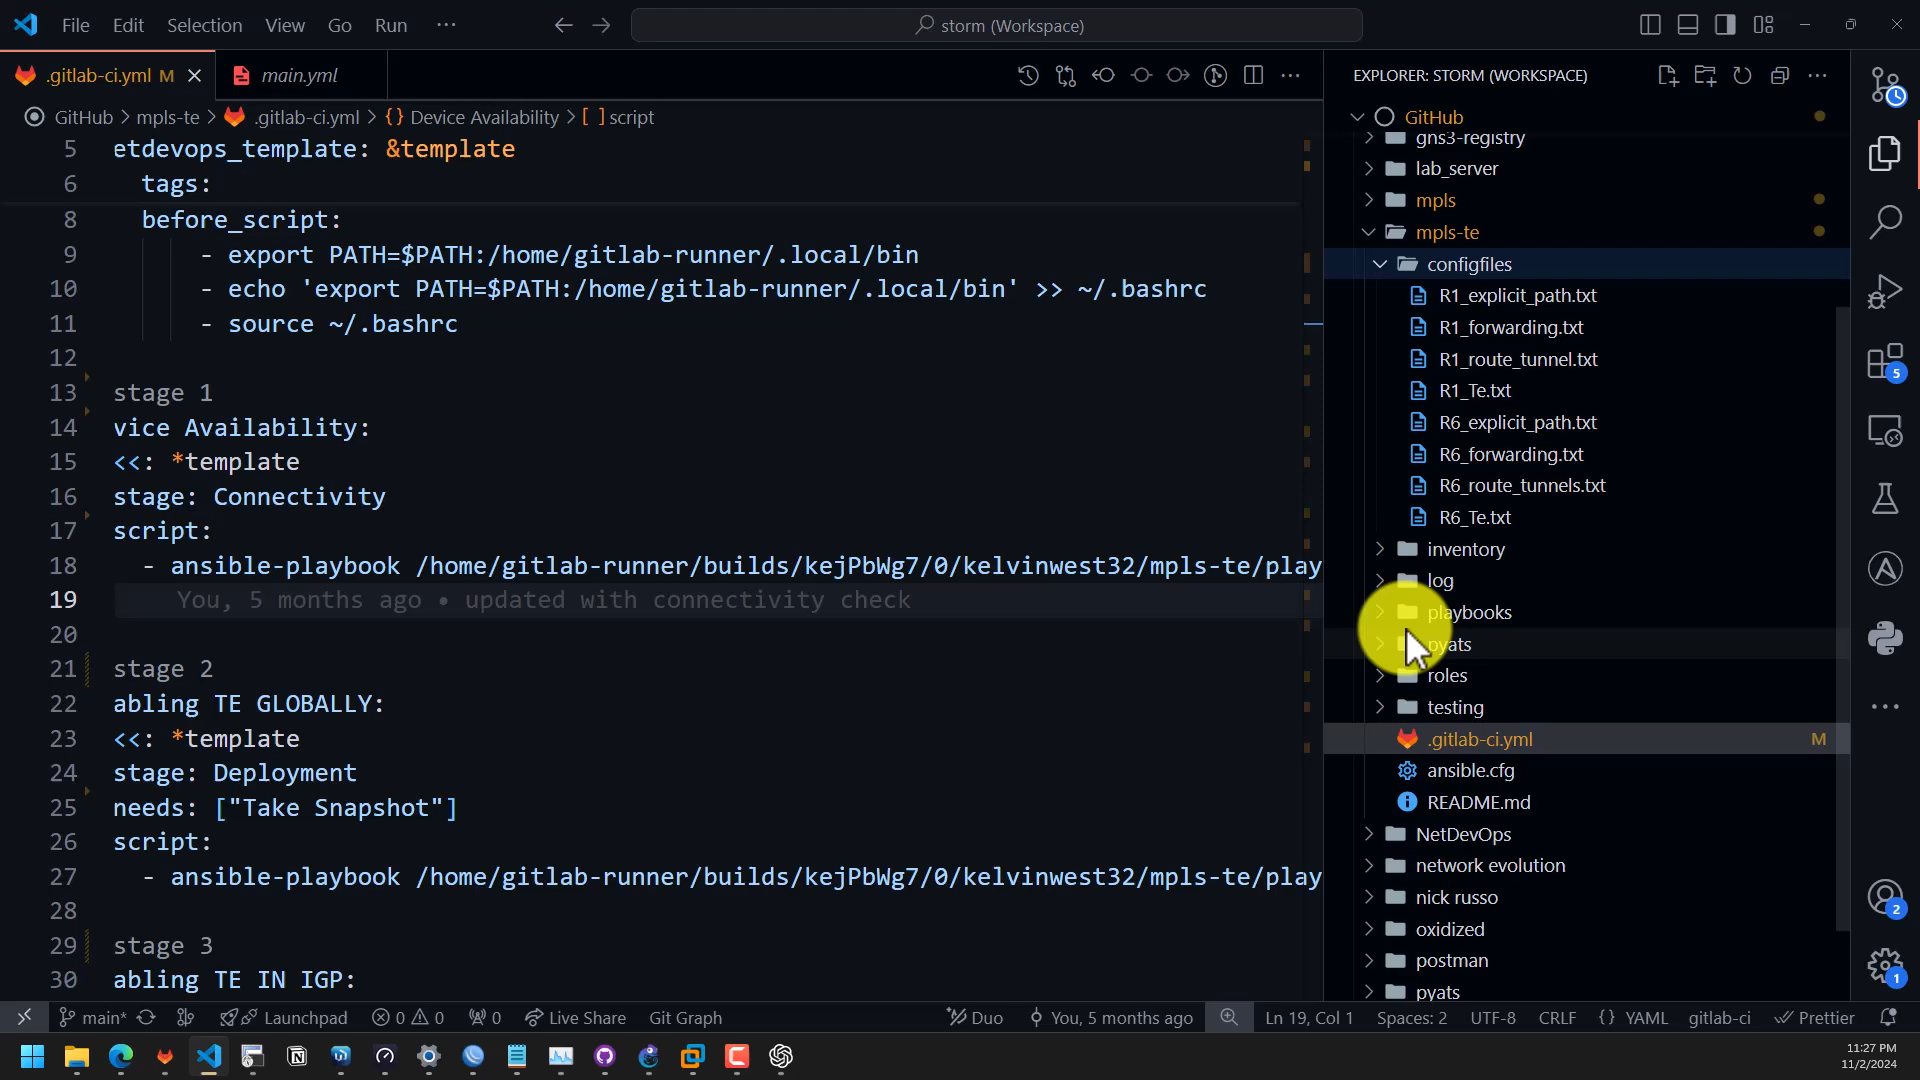 File Edit Selection View Go Run ··· storm (Workspace)
.gitlab-ci.yml M main.yml
GitHub > mpls-te > .gitlab-ci.yml > {} Device Availability > [ ] script
5 etdevops_template: &template
6 tags:
8 before_script:
9 - export PATH=$PATH:/home/gitlab-runner/.local/bin
10 - echo 'export PATH=$PATH:/home/gitlab-runner/.local/bin' >> ~/.bashrc
11 - source ~/.bashrc
12
13 stage 1
14 vice Availability:
15 <<: *template
16 stage: Connectivity
17 script:
18 - ansible-playbook /home/gitlab-runner/builds/kejPbWg7/0/kelvinwest32/mpls-te/play
19 You, 5 months ago • updated with connectivity check
20
21 stage 2
22 abling TE GLOBALLY:
23 <<: *template
24 stage: Deployment
25 needs: ["Take Snapshot"]
26 script:
27 - ansible-playbook /home/gitlab-runner/builds/kejPbWg7/0/kelvinwest32/mpls-te/play
28
29 stage 3
30 abling TE IN IGP:
EXPLORER: STORM (WORKSPACE)
GitHub
gns3-registry
lab_server
mpls
mpls-te
configfiles
R1_explicit_path.txt
R1_forwarding.txt
R1_route_tunnel.txt
R1_Te.txt
R6_explicit_path.txt
R6_forwarding.txt
R6_route_tunnels.txt
R6_Te.txt
inventory
log
playbooks
pyats
roles
testing
.gitlab-ci.yml M
ansible.cfg
README.md
NetDevOps
network evolution
nick russo
oxidized
postman
pyats
5
2
1
main* Launchpad 0 0 0 Live Share Git Graph Duo You, 5 months ago Ln 19, Col 1 Spaces: 2 UTF-8 CRLF {} YAML gitlab-ci Prettier
11:27 PM
11/2/2024